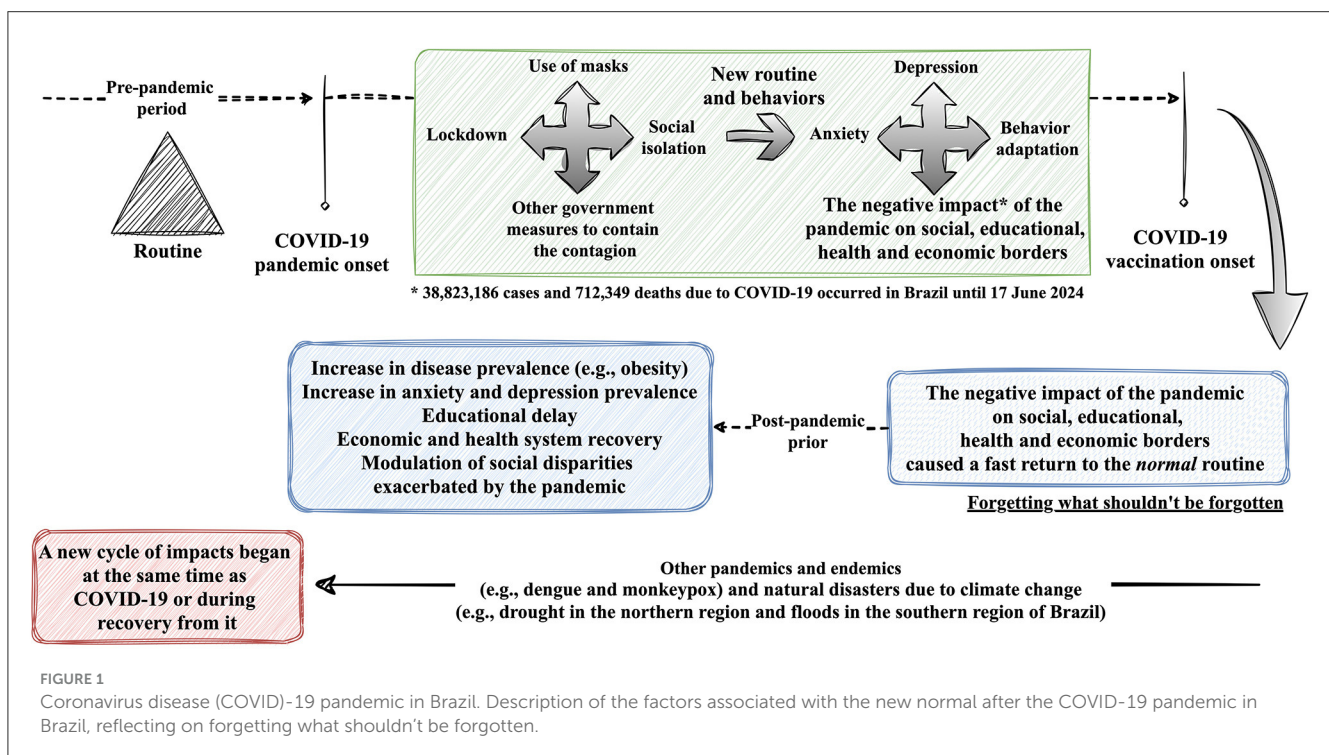 Pre-pandemic
period
Routine
COVID-19
pandemic onset
Use of masks
Lockdown
Social
isolation
Other government
measures to contain
the contagion
New routine
and behaviors
Depression
Anxiety
Behavior
adaptation
The negative impact* of the
pandemic on social, educational,
health and economic borders
COVID-19
vaccination onset
* 38,823,186 cases and 712,349 deaths due to COVID-19 occurred in Brazil until 17 June 2024
The negative impact of the pandemic
on social, educational,
health and economic borders
caused a fast return to the normal routine
Forgetting what shouldn't be forgotten
Post-pandemic
prior
Increase in disease prevalence (e.g., obesity)
Increase in anxiety and depression prevalence
Educational delay
Economic and health system recovery
Modulation of social disparities
exacerbated by the pandemic
Other pandemics and endemics
(e.g., dengue and monkeypox) and natural disasters due to climate change
(e.g., drought in the northern region and floods in the southern region of Brazil)
A new cycle of impacts began
at the same time as
COVID-19 or during
recovery from it
FIGURE 1
Coronavirus disease (COVID)-19 pandemic in Brazil. Description of the factors associated with the new normal after the COVID-19 pandemic in
Brazil, reflecting on forgetting what shouldn't be forgotten.